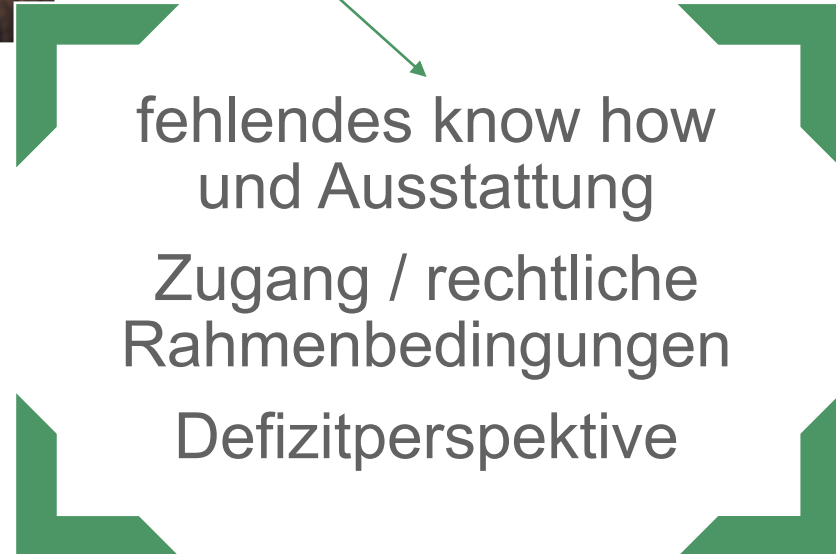 fehlendes know how
und Ausstattung
Zugang / rechtliche
Rahmenbedingungen
Defizitperspektive